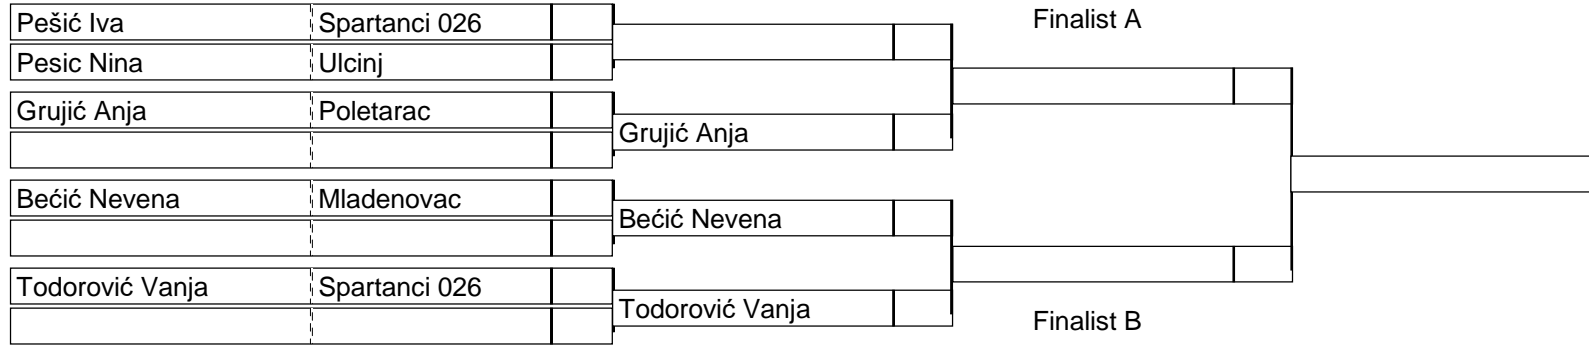 Pešić Iva Spartanci 026
Pesic Nina Ulcinj
Grujić Anja Poletarac
Bećić Nevena Mladenovac
Todorović Vanja Spartanci 026
Grujić Anja
Bećić Nevena
Todorović Vanja
Finalist A
Finalist B